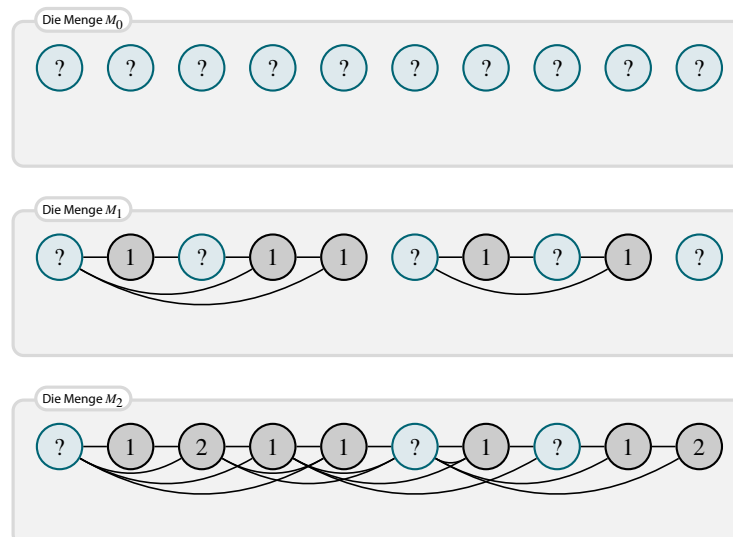 Die Menge M0
? ? ? ? ? ? ? ? ? ?
Die Menge M1
? 1 ? 1 1 ? 1 ? 1 ?
Die Menge M2
? 1 2 1 1 ? 1 ? 1 2